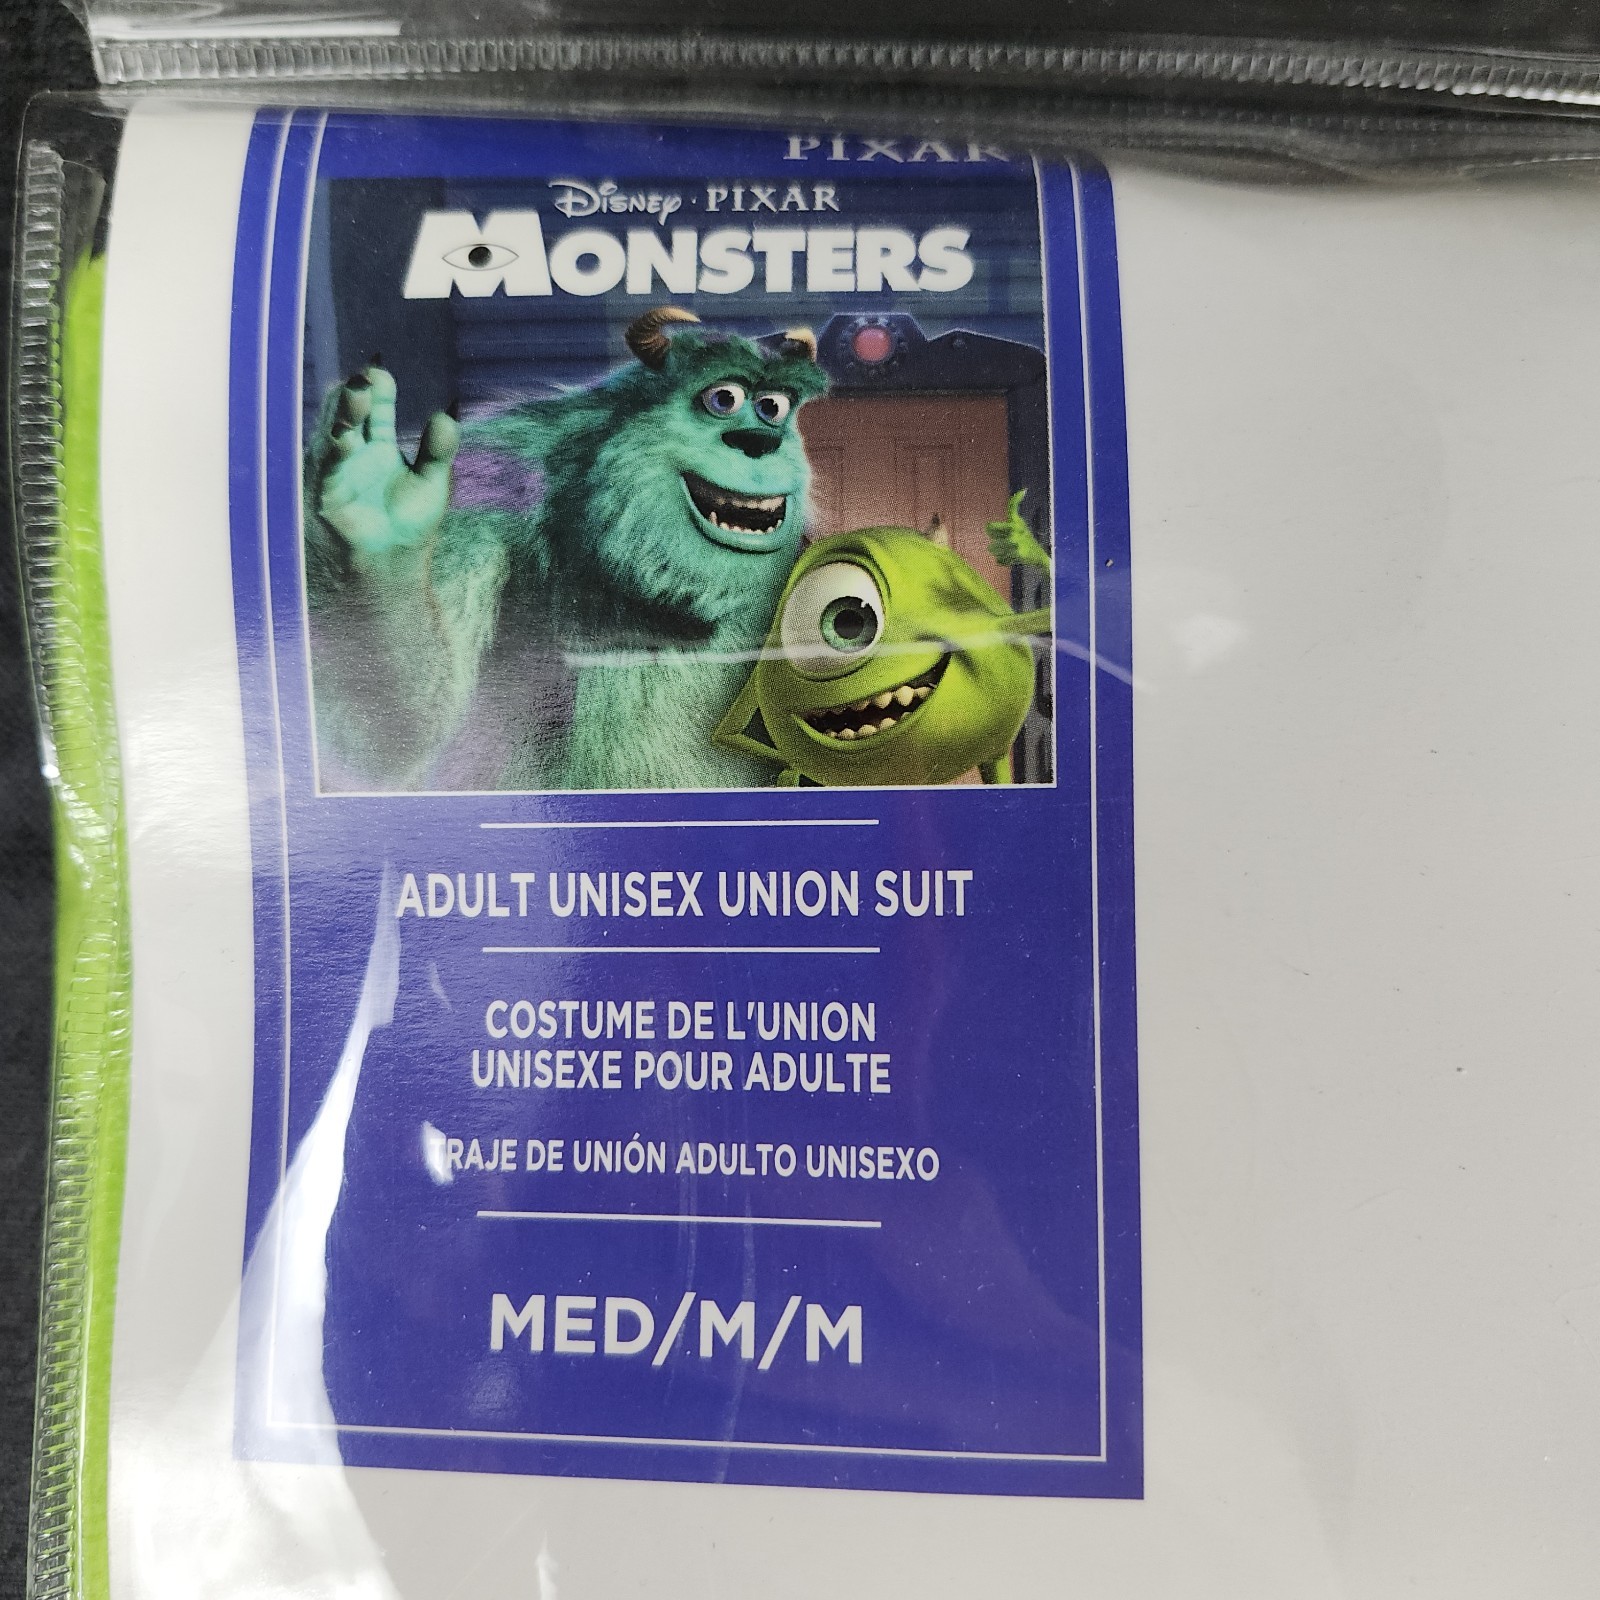 PIXAR
Disney · PIXAR
MONSTERS
ADULT UNISEX UNION SUIT
COSTUME DE L'UNION
UNISEXE POUR ADULTE
TRAJE DE UNIÓN ADULTO UNISEXO
MED/M/M